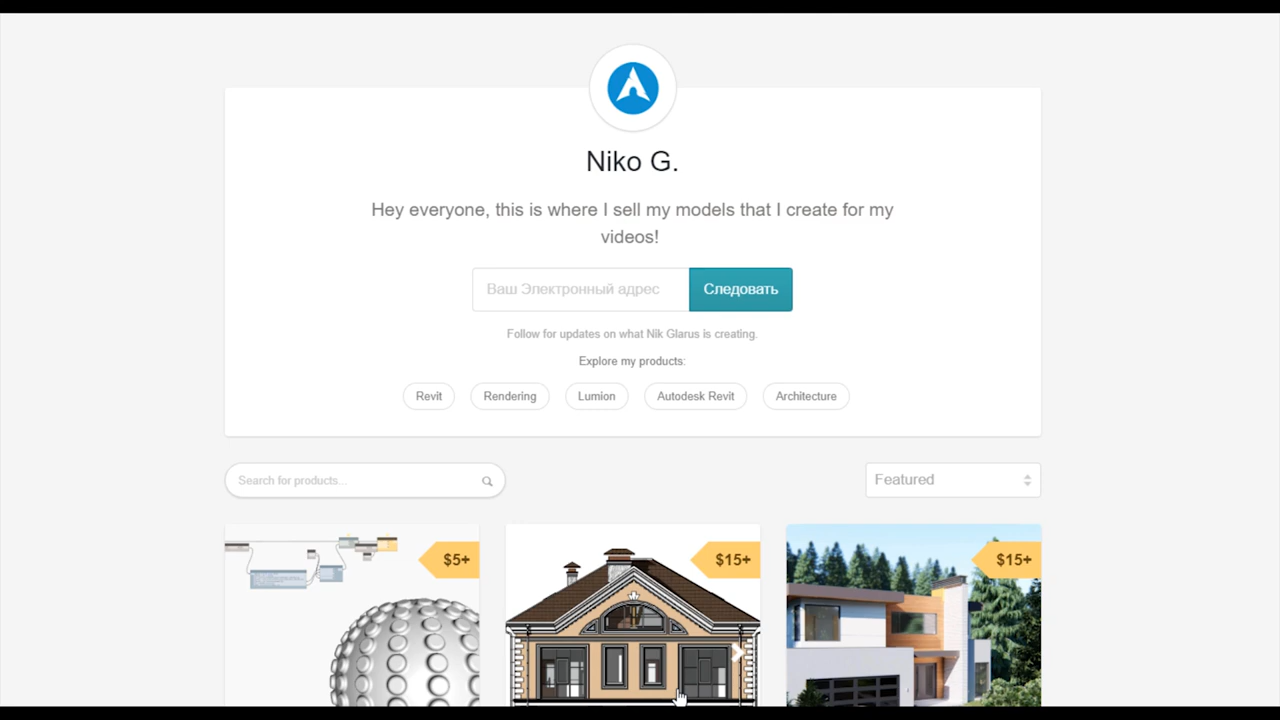 Niko G.
Hey everyone, this is where I sell my models that I create for my
videos!
Ваш Электронный адрес
Следовать
Follow for updates on what Nik Glarus is creating.
Explore my products:
Revit
Rendering
Lumion
Autodesk Revit
Architecture
Search for products...
Featured
$5+
$15+
$15+